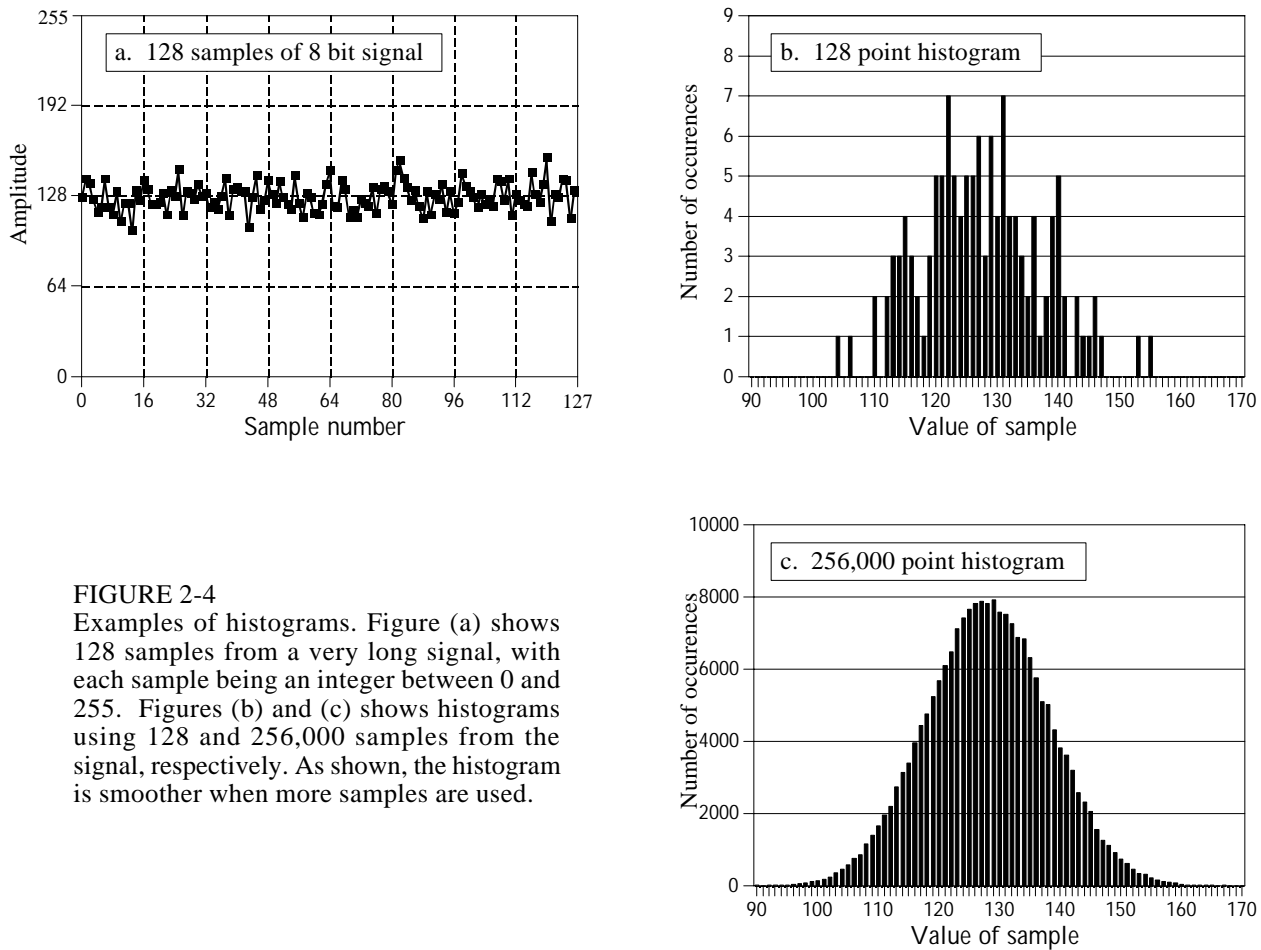 255
192
128
64
0
Amplitude
a. 128 samples of 8 bit signal
0 16 32 48 64 80 96 112 127
Sample number
9
8
7
6
5
4
3
2
1
0
Number of occurences
b. 128 point histogram
90 100 110 120 130 140 150 160 170
Value of sample
FIGURE 2-4
Examples of histograms. Figure (a) shows
128 samples from a very long signal, with
each sample being an integer between 0 and
255. Figures (b) and (c) shows histograms
using 128 and 256,000 samples from the
signal, respectively. As shown, the histogram
is smoother when more samples are used.
10000
8000
6000
4000
2000
0
Number of occurences
c. 256,000 point histogram
90 100 110 120 130 140 150 160 170
Value of sample